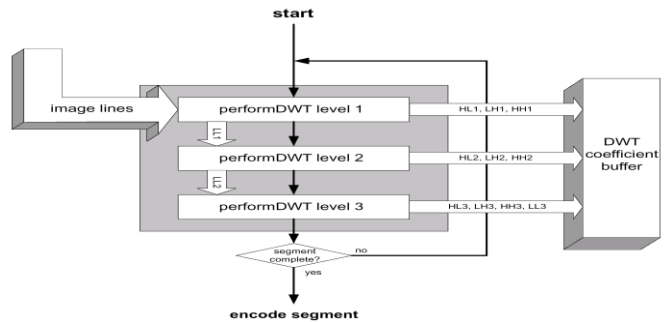 start
image lines
performDWT level 1
HL1, LH1, HH1
LL1
DWT
coefficient
buffer
performDWT level 2
HL2, LH2, HH2
LL2
performDWT level 3
HL3, LH3, HH3, LL3
segment
complete?
no
yes
encode segment